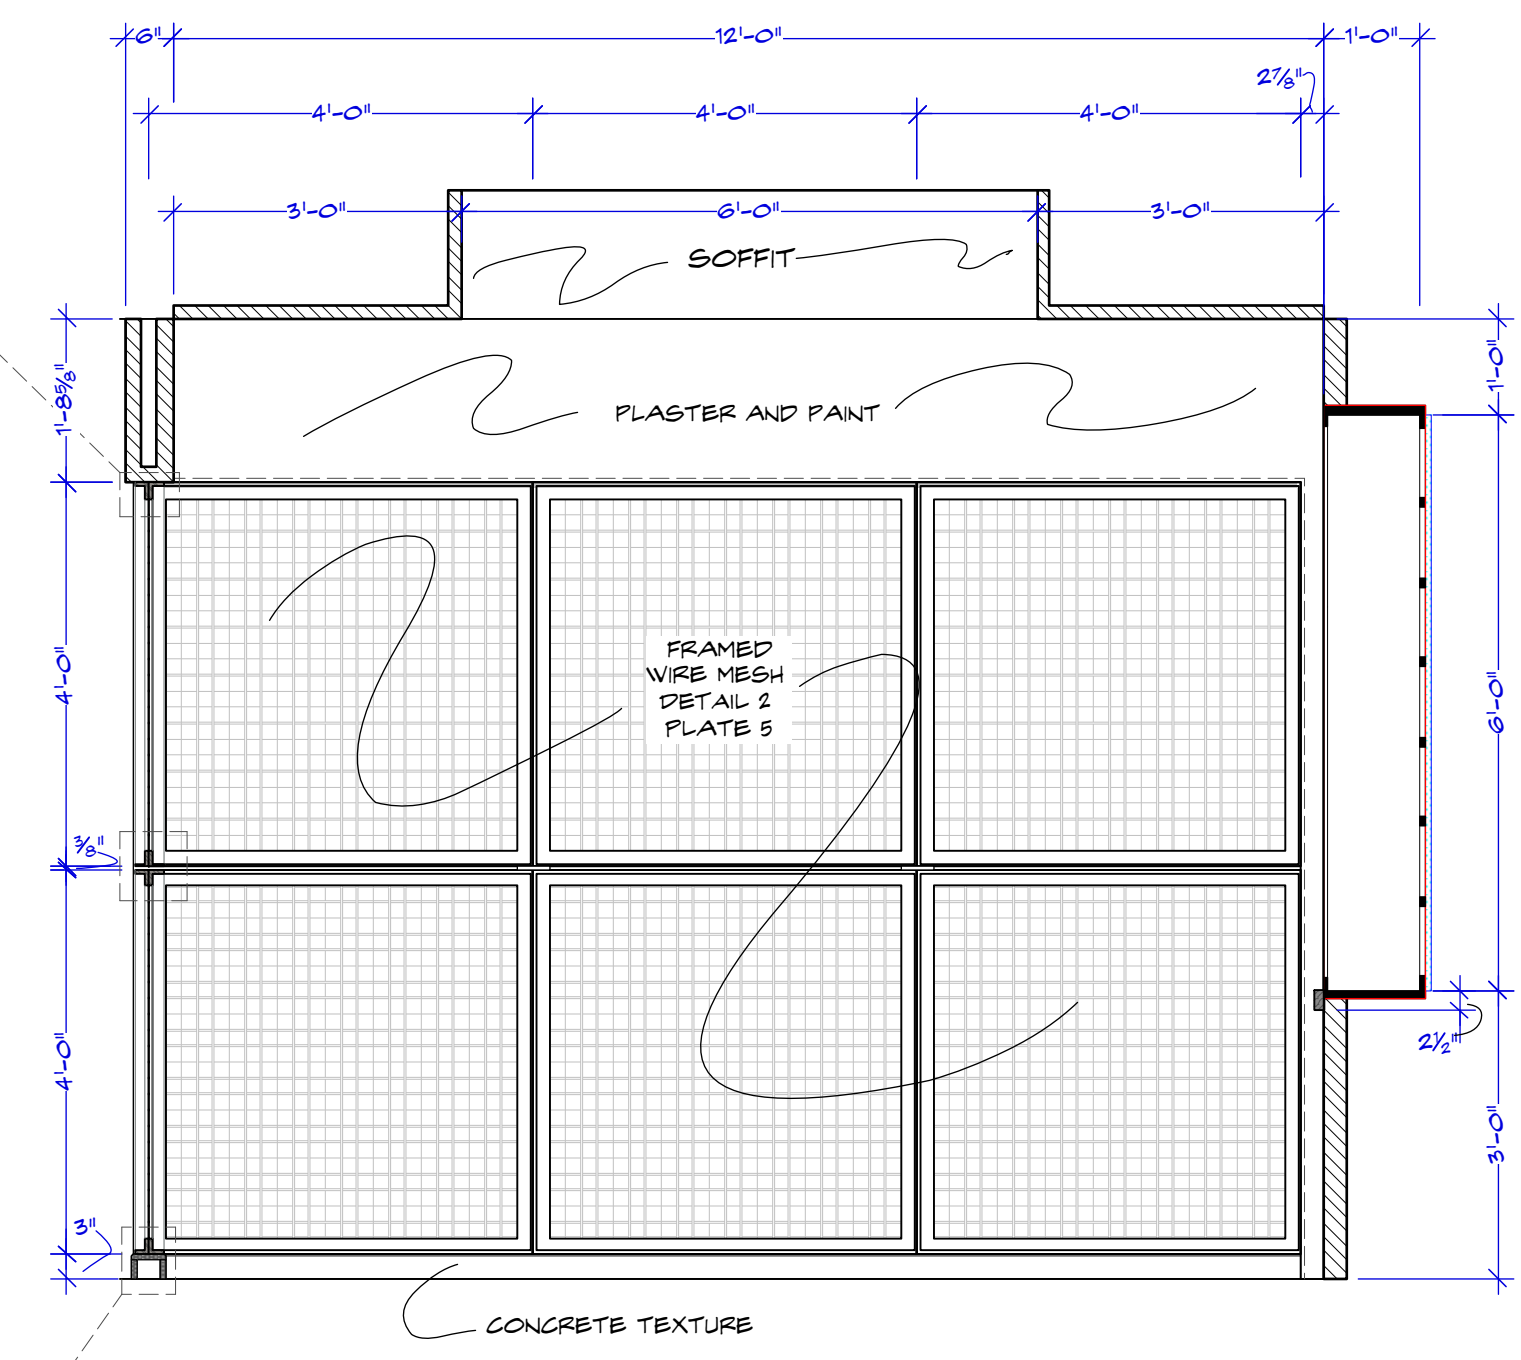 6" 12'-0" 1'-0"
2⅞"
4'-0" 4'-0" 4'-0"
3'-0" 6'-0" 3'-0"
SOFFIT
1'-8⅝"
1'-0"
PLASTER AND PAINT
4'-0"
FRAMED
WIRE MESH
DETAIL 2
PLATE 5
6'-0"
⅜"
4'-0"
2½"
3'-0"
3"
CONCRETE TEXTURE